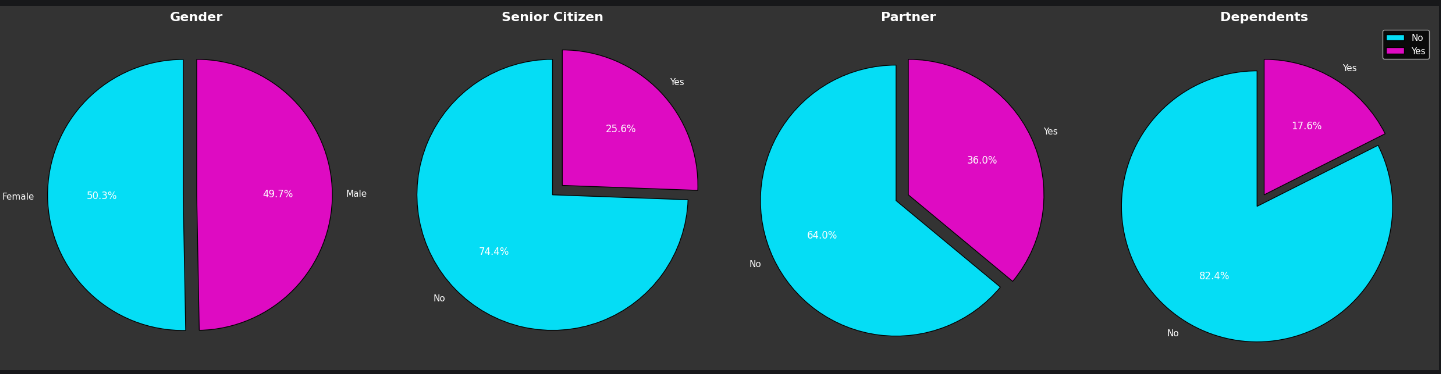 Gender
Female
50.3%
49.7%
Male
Senior Citizen
Yes
25.6%
74.4%
No
Partner
Yes
36.0%
64.0%
No
Dependents
No
Yes
Yes
17.6%
82.4%
No